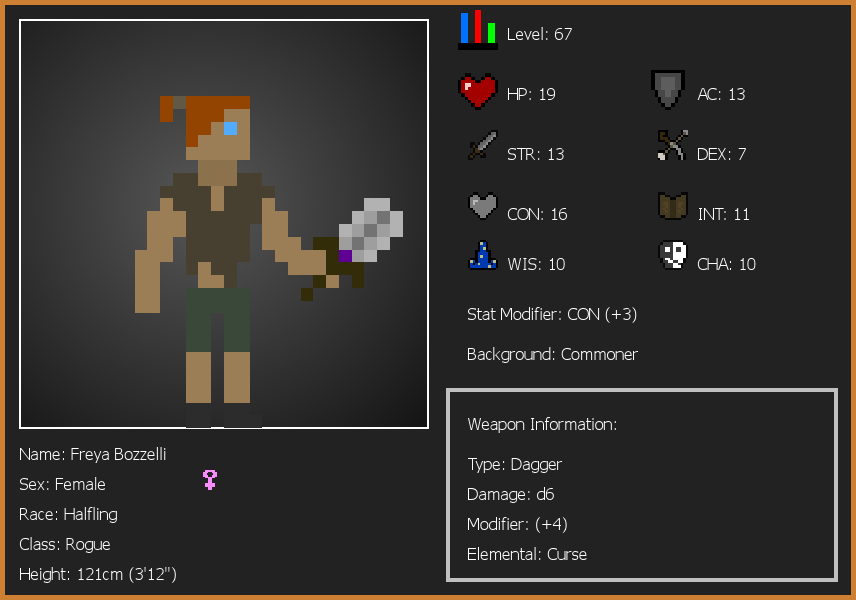 Level: 67
HP: 19
AC: 13
STR: 13
DEX: 7
CON: 16
INT: 11
WIS: 10
CHA: 10
Stat Modifier: CON (+3)
Background: Commoner
Weapon Information:
Type: Dagger
Damage: d6
Modifier: (+4)
Elemental: Curse
Name: Freya Bozzelli
Sex: Female
Race: Halfling
Class: Rogue
Height: 121cm (3'12")